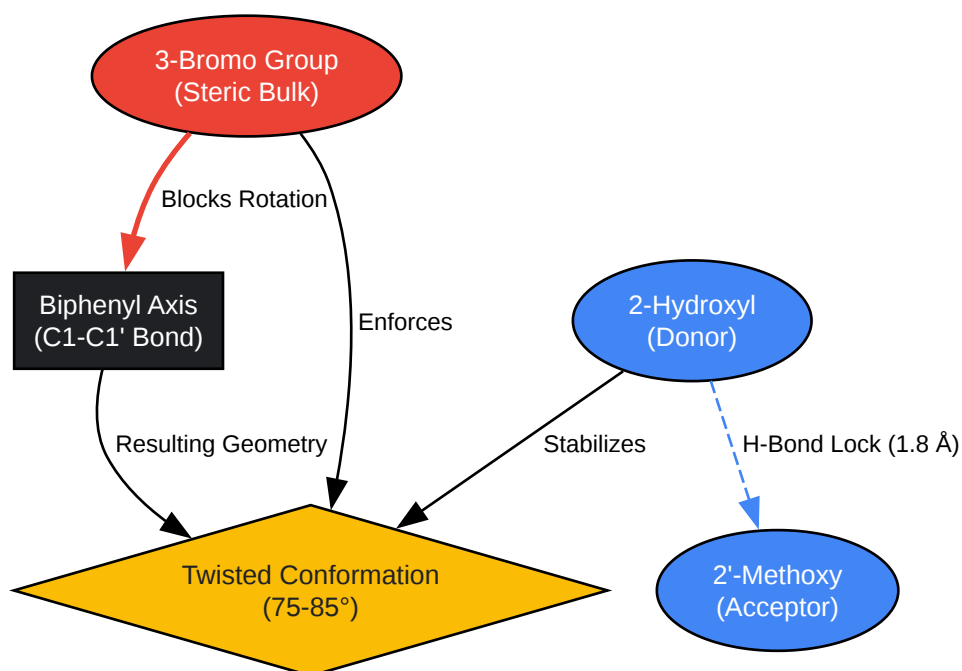 3-Bromo Group
(Steric Bulk)
Blocks Rotation
Biphenyl Axis
(C1-C1' Bond)
Enforces
2-Hydroxyl
(Donor)
Resulting Geometry
Stabilizes
H-Bond Lock (1.8 Å)
Twisted Conformation
(75-85°)
2'-Methoxy
(Acceptor)